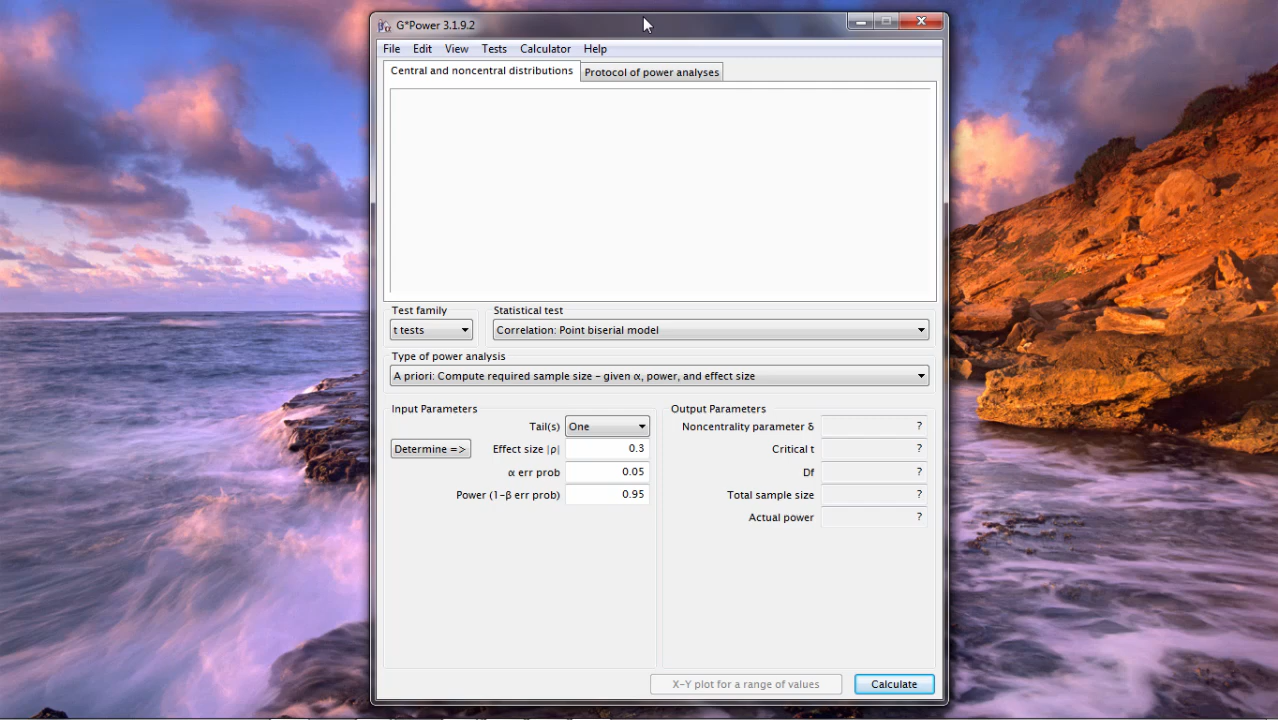 G*Power 3.1.9.2
File Edit View Tests Calculator Help
Central and noncentral distributions Protocol of power analyses
Test family Statistical test
t tests Correlation: Point biserial model
Type of power analysis
A priori: Compute required sample size – given α, power, and effect size
Input Parameters Output Parameters
Tail(s) One Noncentrality parameter δ ?
Determine => Effect size |ρ| 0.3 Critical t ?
α err prob 0.05 Df ?
Power (1–β err prob) 0.95 Total sample size ?
Actual power ?
X–Y plot for a range of values Calculate